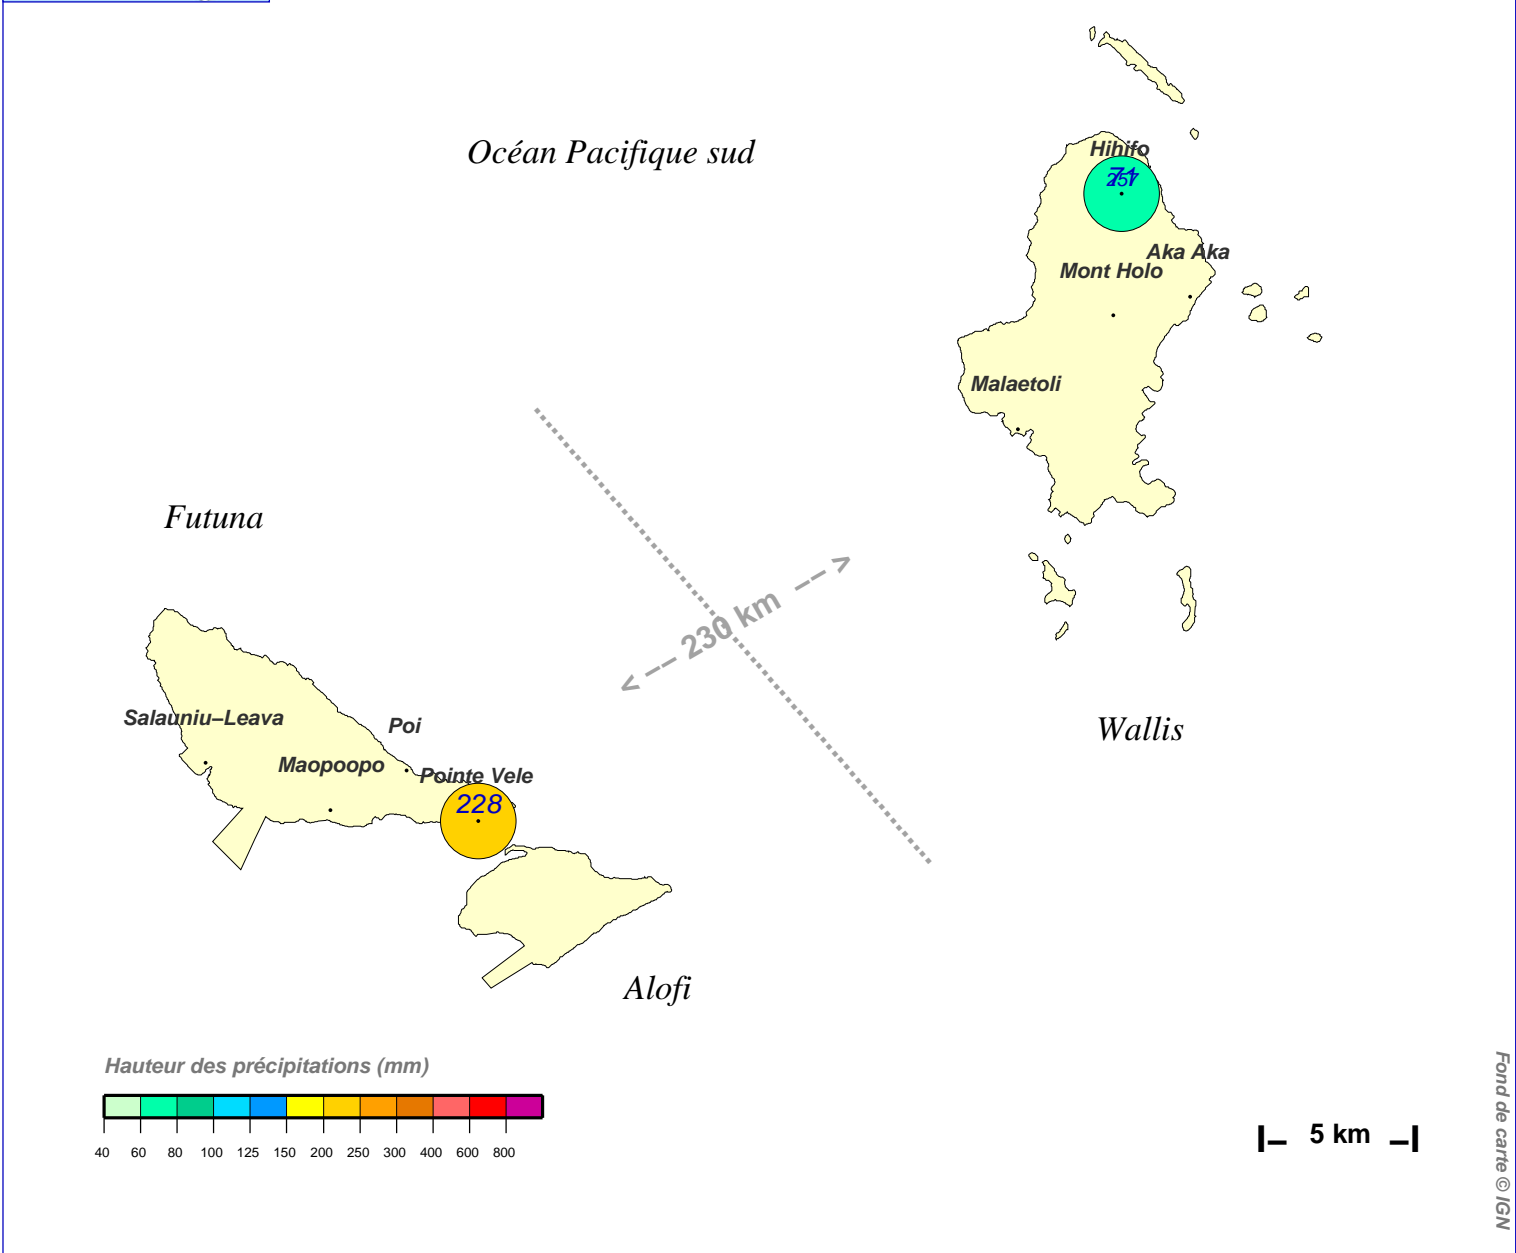 Océan Pacifique sud
Hihifo
Aka Aka
Mont Holo
Malaetoli
Futuna
230 km
Wallis
Salauniu–Leava
Poi
Maopoopo
Pointe Vele
228
Alofi
Hauteur des précipitations (mm)
40 60 80 100 125 150 200 250 300 400 600 800
5 km
Fond de carte © IGN